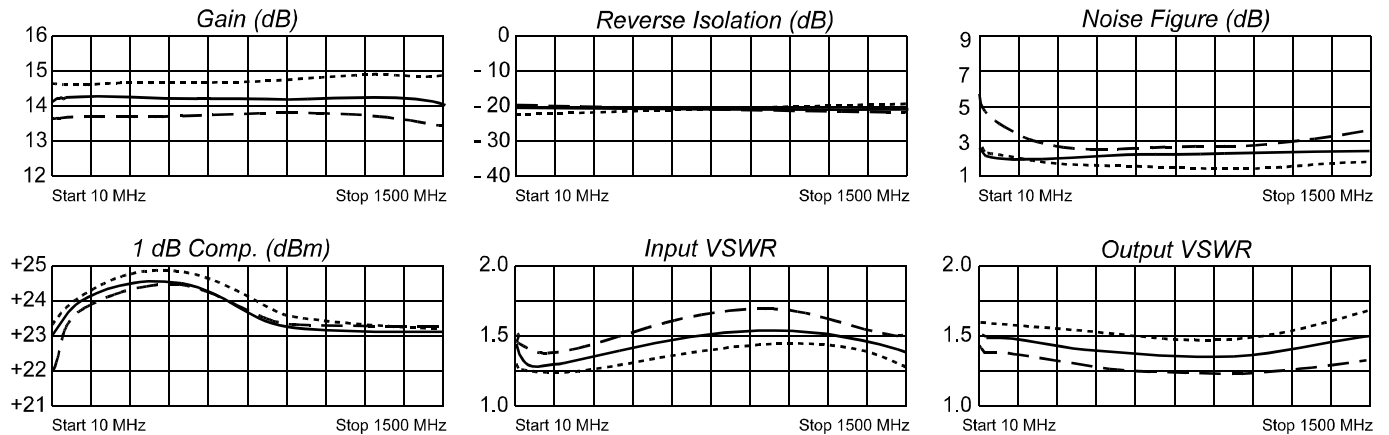 Gain (dB)
16
15
14
13
12
Start 10 MHz
Stop 1500 MHz
Reverse Isolation (dB)
0
- 10
- 20
- 30
- 40
Start 10 MHz
Stop 1500 MHz
Noise Figure (dB)
9
7
5
3
1
Start 10 MHz
Stop 1500 MHz
1 dB Comp. (dBm)
+25
+24
+23
+22
+21
Start 10 MHz
Stop 1500 MHz
Input VSWR
2.0
1.5
1.0
Start 10 MHz
Stop 1500 MHz
Output VSWR
2.0
1.5
1.0
Start 10 MHz
Stop 1500 MHz